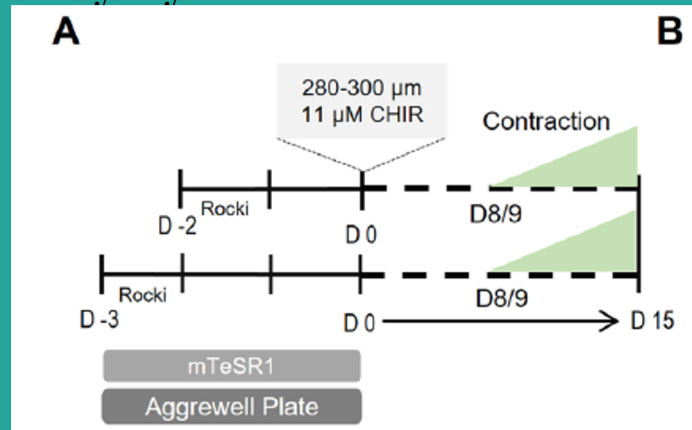 A
B
280-300 µm
11 µM CHIR
Contraction
Rocki
D -2
D 0
D8/9
Rocki
D -3
D 0
D8/9
D 15
mTeSR1
Aggrewell Plate